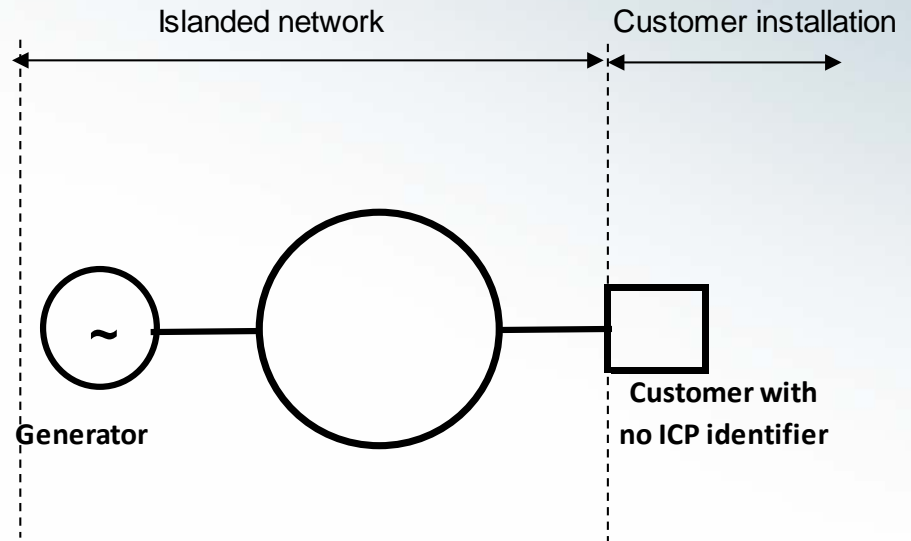 Islanded network
Customer installation
~
Generator
Customer with
no ICP identifier